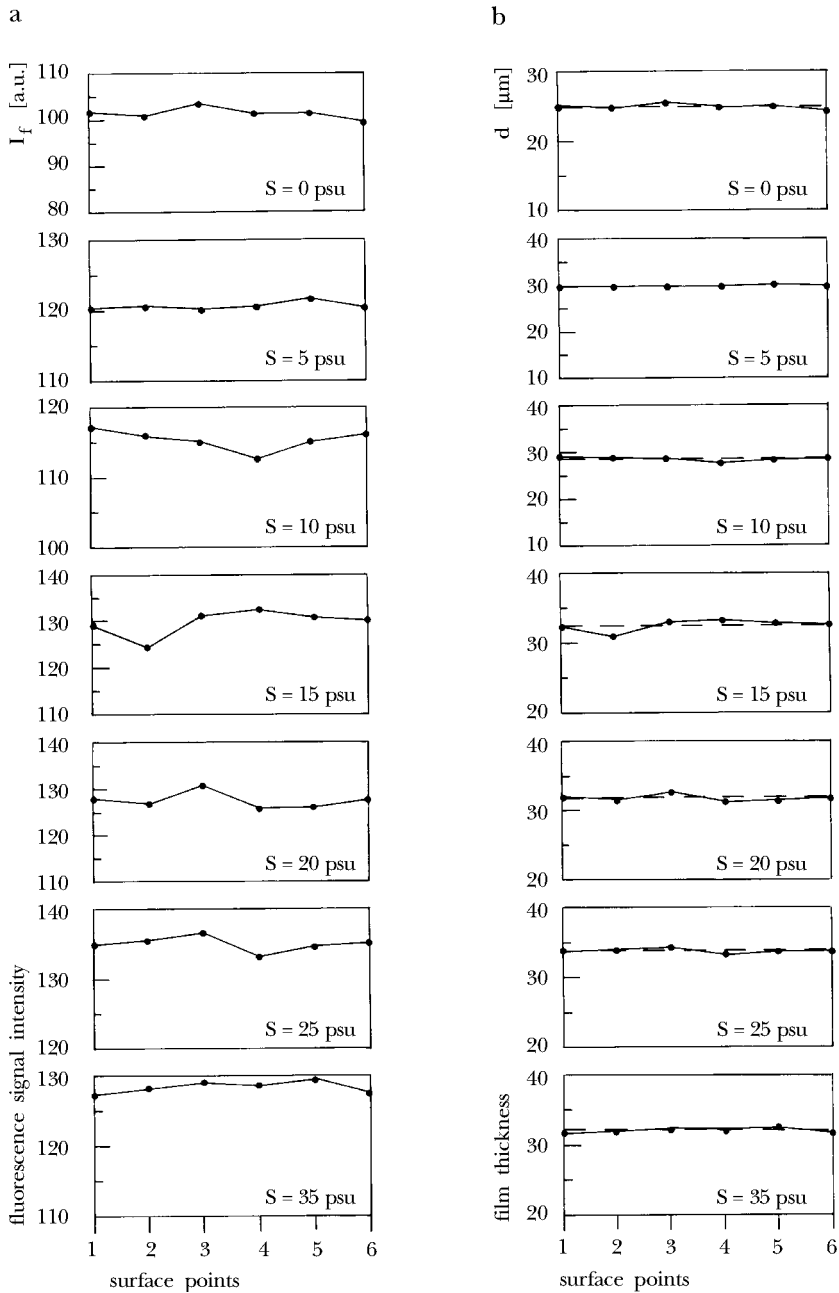 a
I_f [a.u.]
110
100
90
80
S = 0 psu
130
120
110
S = 5 psu
120
110
100
S = 10 psu
140
130
120
110
S = 15 psu
140
130
120
110
S = 20 psu
140
130
120
S = 25 psu
130
120
110
S = 35 psu
fluorescence signal intensity
1 2 3 4 5 6
surface points
b
d [μm]
30
20
10
S = 0 psu
40
30
20
10
S = 5 psu
40
30
20
10
S = 10 psu
40
30
20
S = 15 psu
40
30
20
S = 20 psu
40
30
20
S = 25 psu
40
30
20
S = 35 psu
film thickness
1 2 3 4 5 6
surface points